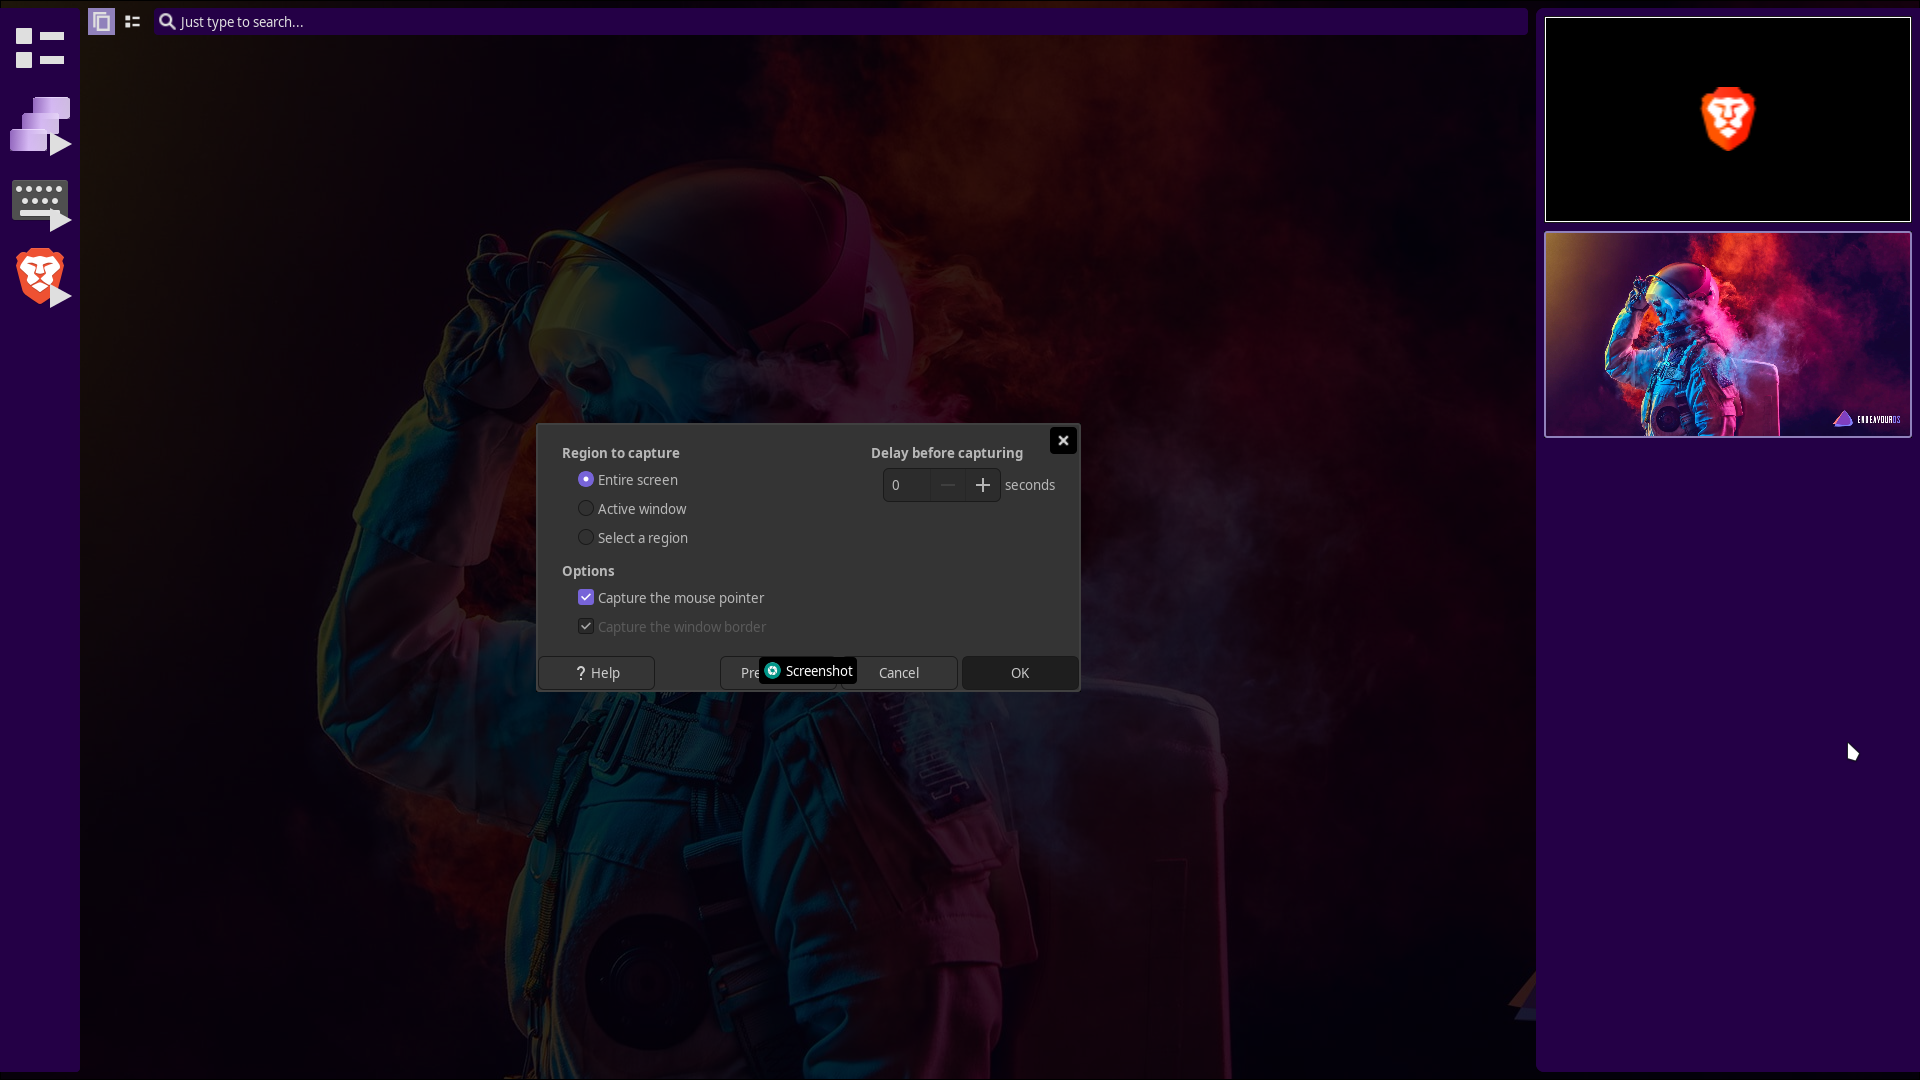 Just type to search...
Region to capture
Entire screen
Active window
Select a region
Delay before capturing
0 seconds
Options
Capture the mouse pointer
Capture the window border
? Help
Screenshot
Cancel
OK
ENDEAVOUROS